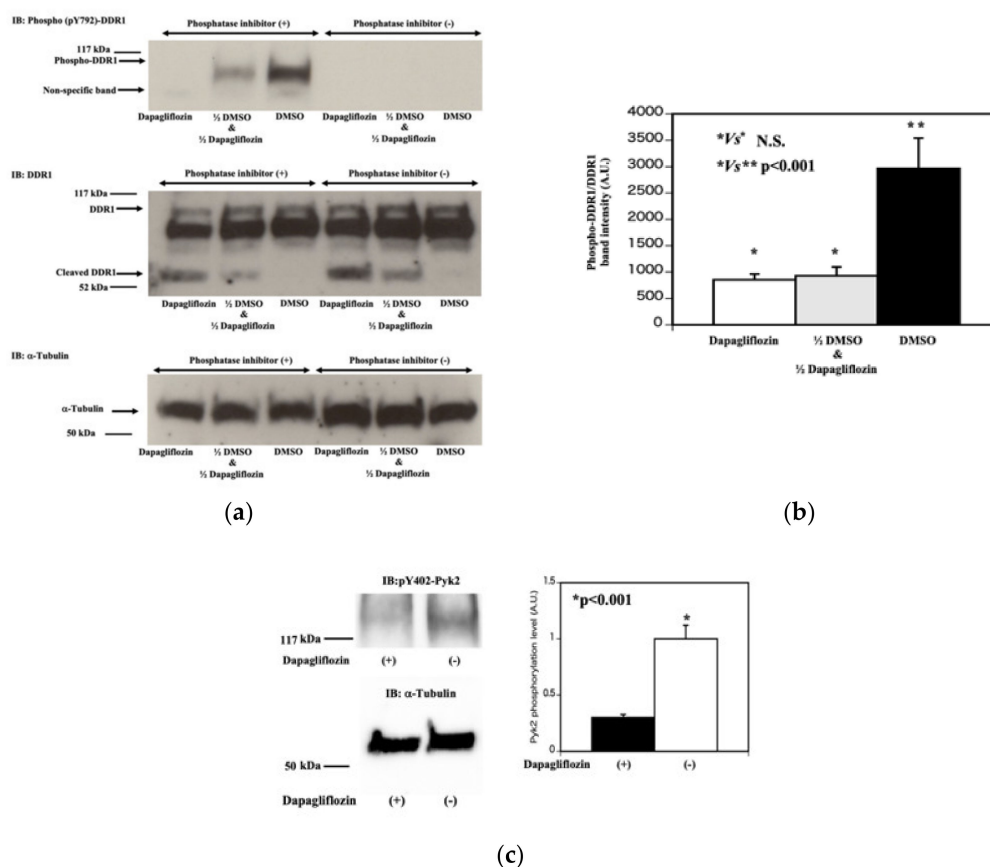 IB: Phospho (pY792)-DDR1
Phosphatase inhibitor (+) Phosphatase inhibitor (-)
117 kDa
Phospho-DDR1
Non-specific band
Dapagliflozin ½ DMSO DMSO Dapagliflozin ½ DMSO DMSO
& &
½ Dapagliflozin ½ Dapagliflozin
IB: DDR1
Phosphatase inhibitor (+) Phosphatase inhibitor (-)
117 kDa
DDR1
Cleaved DDR1
52 kDa
Dapagliflozin ½ DMSO DMSO Dapagliflozin ½ DMSO DMSO
& &
½ Dapagliflozin ½ Dapagliflozin
IB: α-Tubulin
Phosphatase inhibitor (+) Phosphatase inhibitor (-)
α-Tubulin
50 kDa
Dapagliflozin ½ DMSO DMSO Dapagliflozin ½ DMSO DMSO
& &
½ Dapagliflozin ½ Dapagliflozin
(a)
Phospho-DDR1/DDR1
band intensity (A.U.)
4000
3500
3000
2500
2000
1500
1000
500
0
*Vs* N.S.
*Vs** p<0.001
* * **
Dapagliflozin ½ DMSO DMSO
&
½ Dapagliflozin
(b)
IB:pY402-Pyk2
117 kDa
Dapagliflozin (+) (-)
IB: α-Tubulin
50 kDa
Dapagliflozin (+) (-)
Pyk2 phosphorylation level (A.U.)
1.5
1
0.5
0
*p<0.001
*
Dapagliflozin (+) (-)
(c)